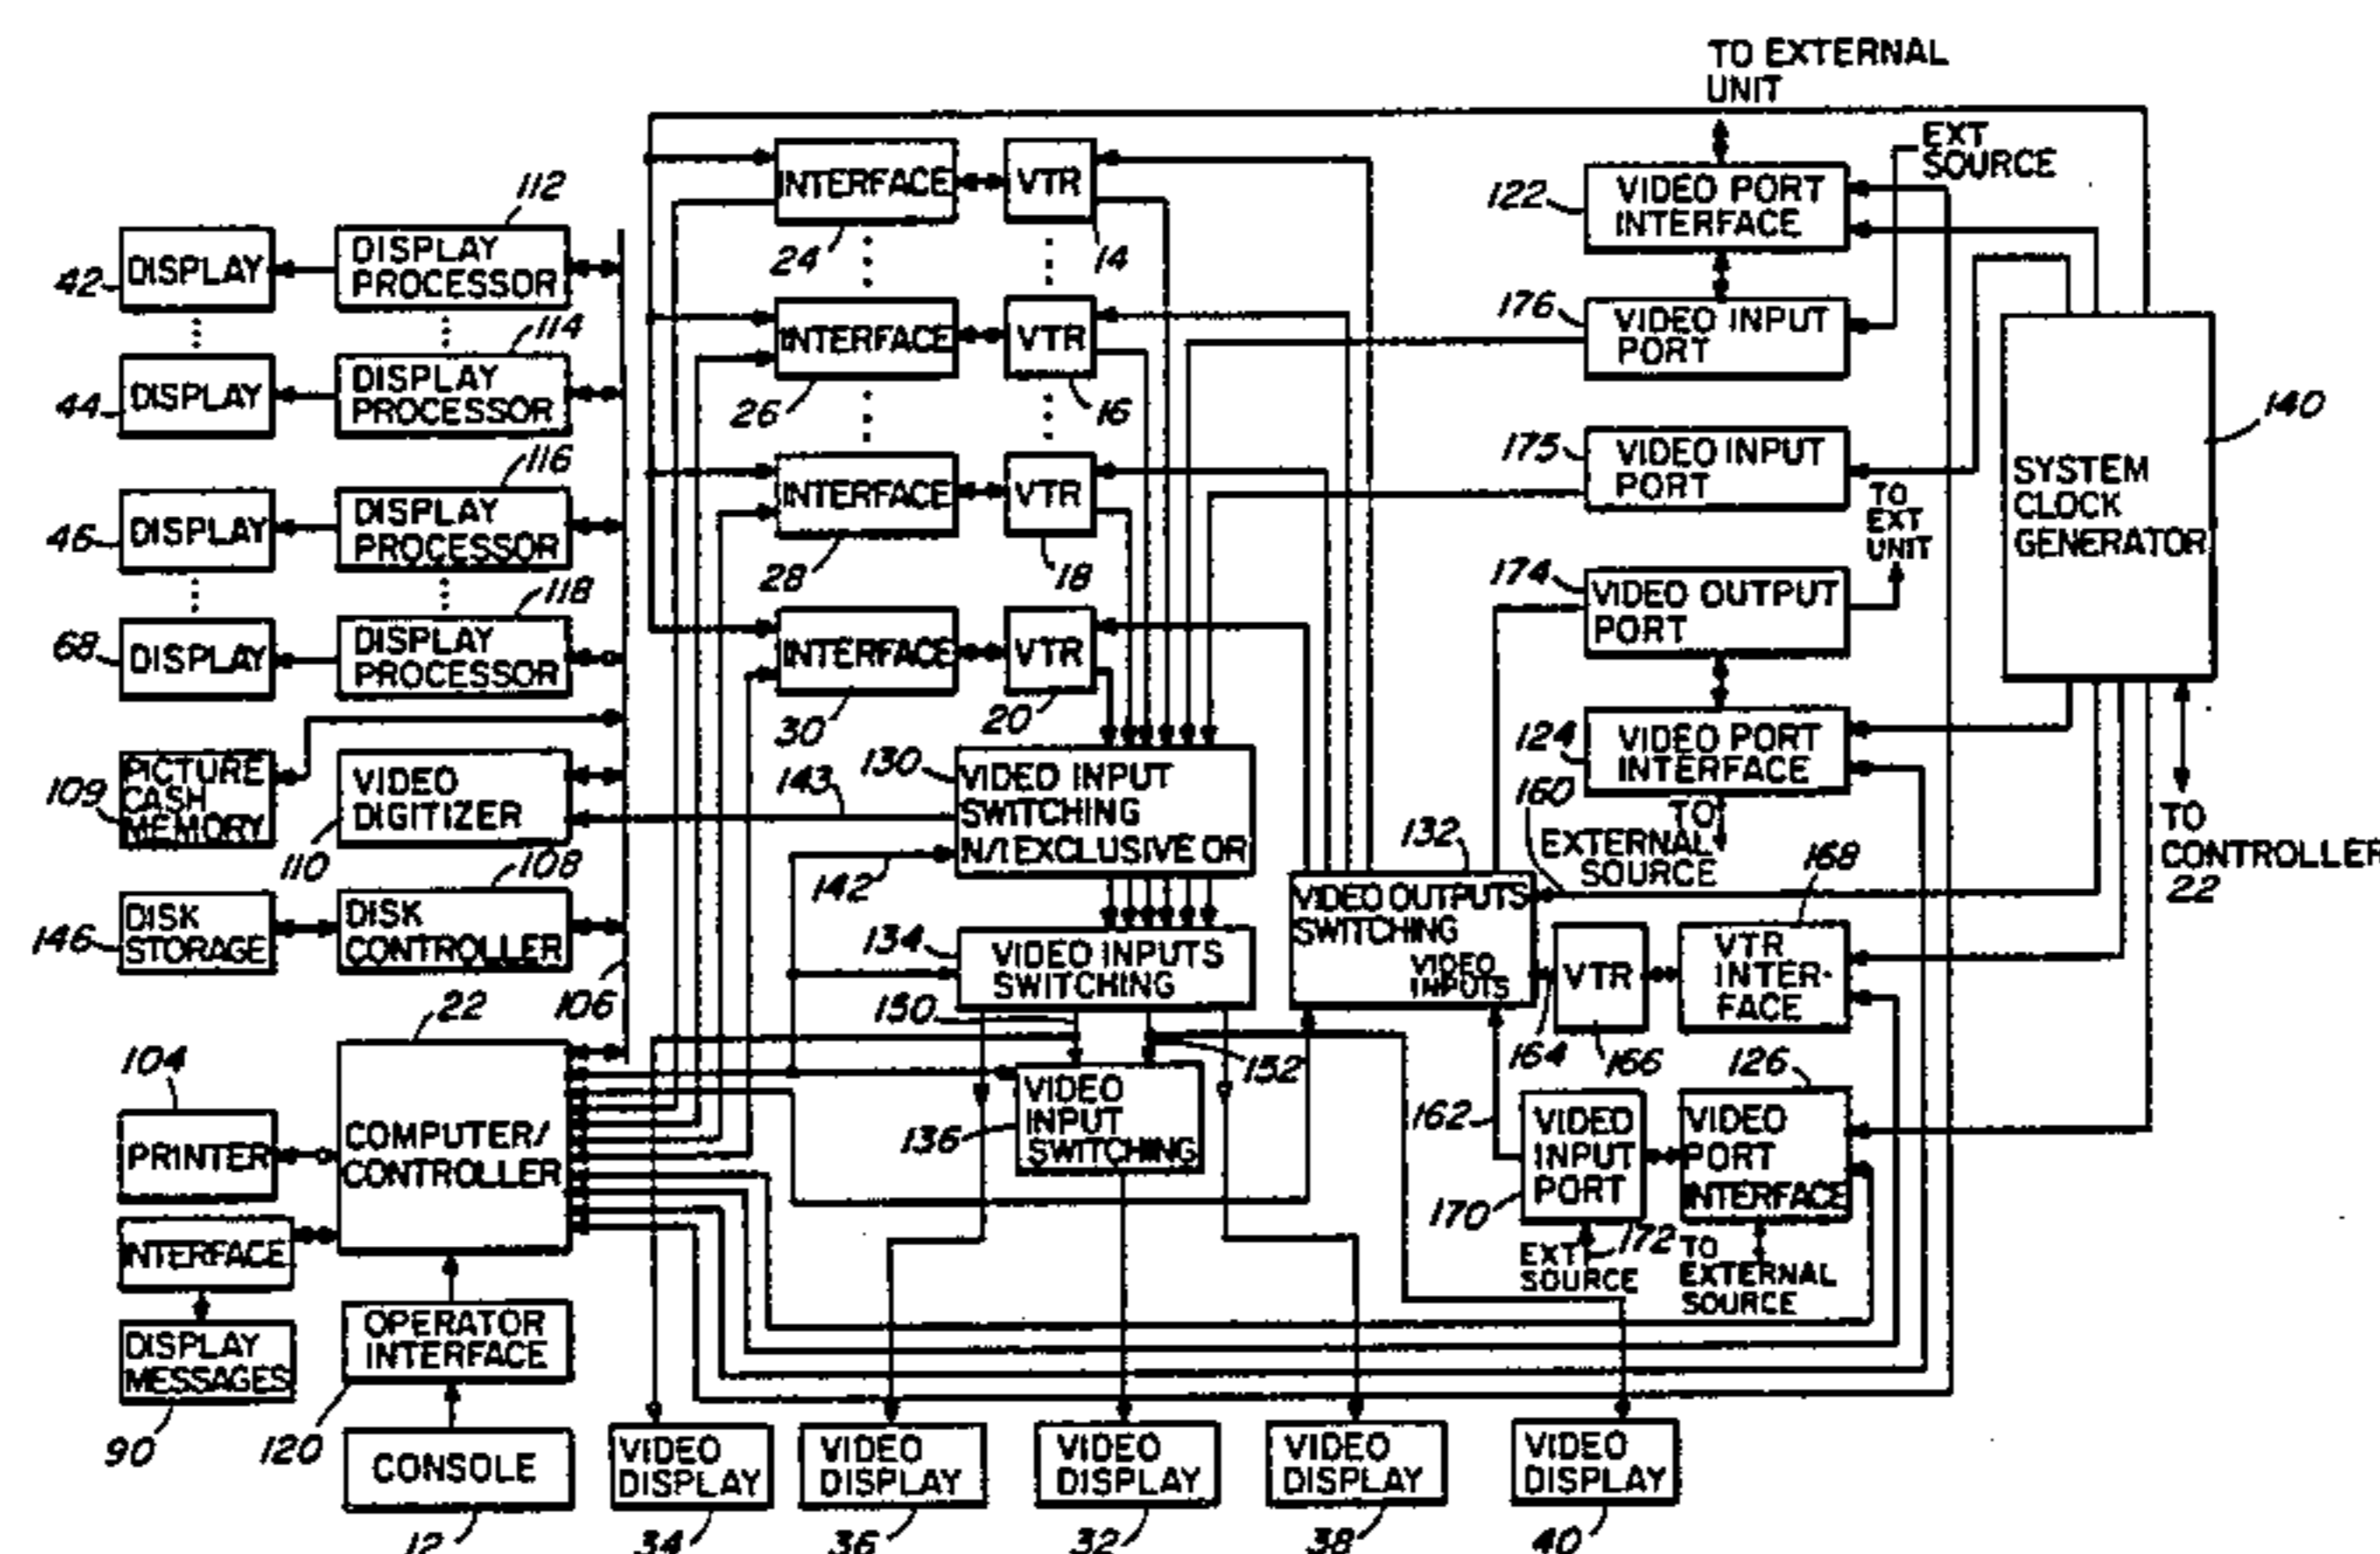 TO EXTERNAL
UNIT
EXT
SOURCE
112
42
DISPLAY
DISPLAY
PROCESSOR
INTERFACE
VTR
24
14
122
VIDEO PORT
INTERFACE
114
44
DISPLAY
DISPLAY
PROCESSOR
INTERFACE
VTR
26
16
176
VIDEO INPUT
PORT
116
46
DISPLAY
DISPLAY
PROCESSOR
INTERFACE
VTR
28
18
175
VIDEO INPUT
PORT
140
SYSTEM
CLOCK
GENERATOR
TO
EXT
UNIT
118
68
DISPLAY
DISPLAY
PROCESSOR
INTERFACE
VTR
30
20
174
VIDEO OUTPUT
PORT
109
PICTURE
CASH
MEMORY
110
VIDEO
DIGITIZER
143
130
VIDEO INPUT
SWITCHING
N/1 EXCLUSIVE OR
142
124
VIDEO PORT
INTERFACE
160
TO
EXTERNAL
SOURCE
TO
CONTROLLER
22
146
DISK
STORAGE
108
DISK
CONTROLLER
106
134
VIDEO INPUTS
SWITCHING
132
VIDEO OUTPUTS
SWITCHING
VIDEO
INPUTS
164
VTR
166
168
VTR
INTER-
FACE
22
COMPUTER/
CONTROLLER
104
PRINTER
150
152
136
VIDEO
INPUT
SWITCHING
162
170
VIDEO
INPUT
PORT
172
EXT
SOURCE
126
VIDEO
PORT
INTERFACE
TO
EXTERNAL
SOURCE
INTERFACE
DISPLAY
MESSAGES
90
OPERATOR
INTERFACE
120
CONSOLE
12
VIDEO
DISPLAY
34
VIDEO
DISPLAY
36
VIDEO
DISPLAY
32
VIDEO
DISPLAY
38
VIDEO
DISPLAY
40